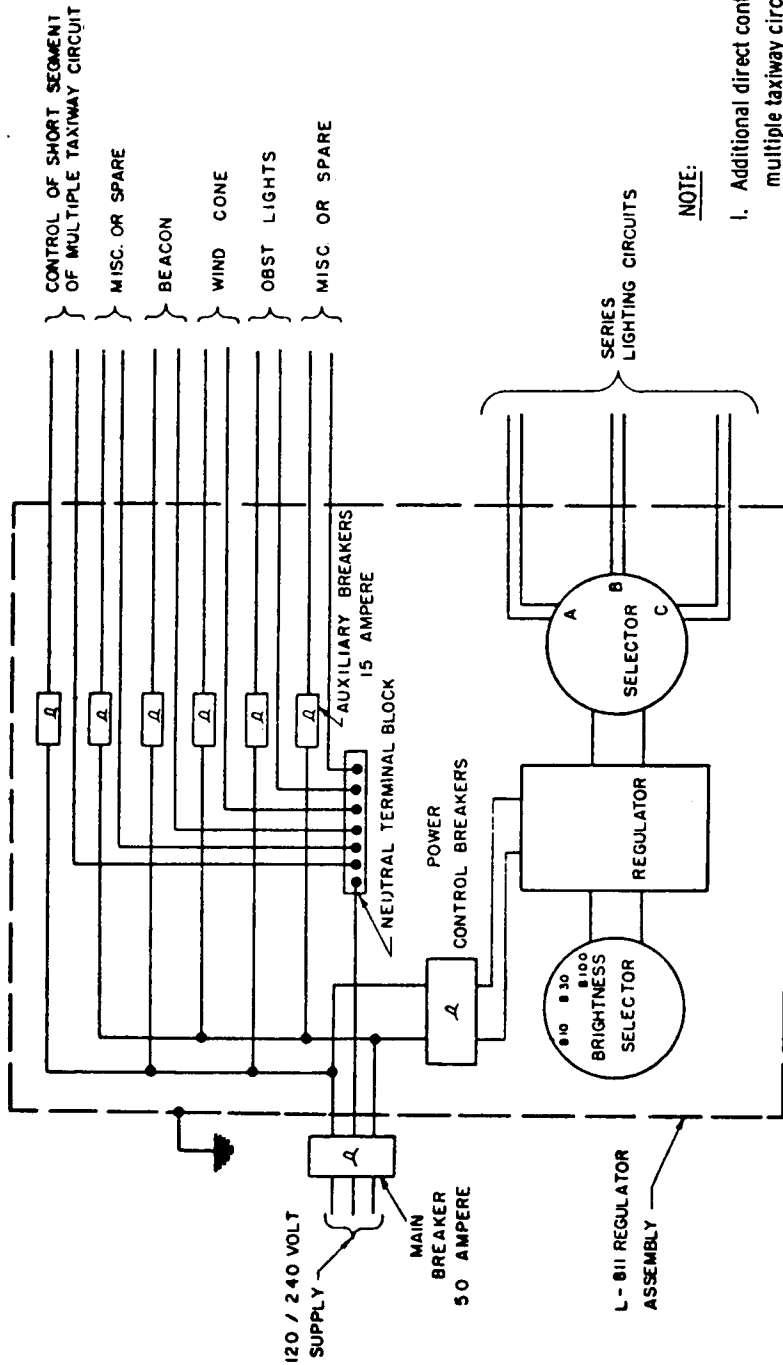 CONTROL OF SHORT SEGMENT
OF MULTIPLE TAXIWAY CIRCUIT
MISC. OR SPARE
BEACON
WIND CONE
OBST LIGHTS
MISC. OR SPARE
AUXILIARY BREAKERS
15 AMPERE
NEUTRAL TERMINAL BLOCK
120 / 240 VOLT
SUPPLY
MAIN
BREAKER
50 AMPERE
POWER
CONTROL BREAKERS
L-811 REGULATOR
ASSEMBLY
B10 B30
B100
BRIGHTNESS
SELECTOR
REGULATOR
A
B
C
SELECTOR
SERIES
LIGHTING CIRCUITS
NOTE:
1. Additional direct cont
multiple taxiway circ